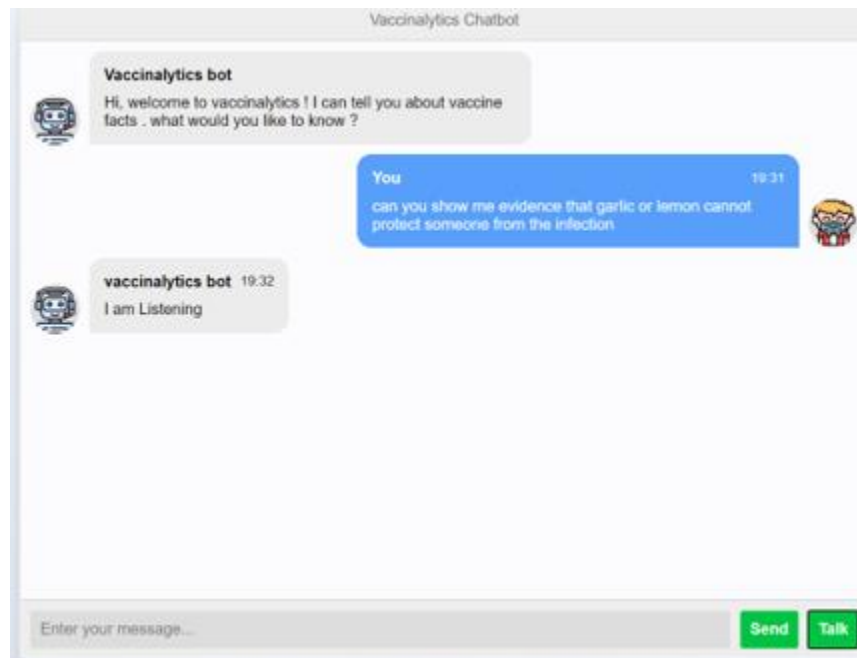 Vaccinalytics Chatbot
Vaccinalytics bot
Hi, welcome to vaccinalytics ! I can tell you about vaccine
facts . what would you like to know ?
You 19:31
can you show me evidence that garlic or lemon cannot
protect someone from the infection
vaccinalytics bot 19:32
I am Listening
Enter your message...
Send Talk